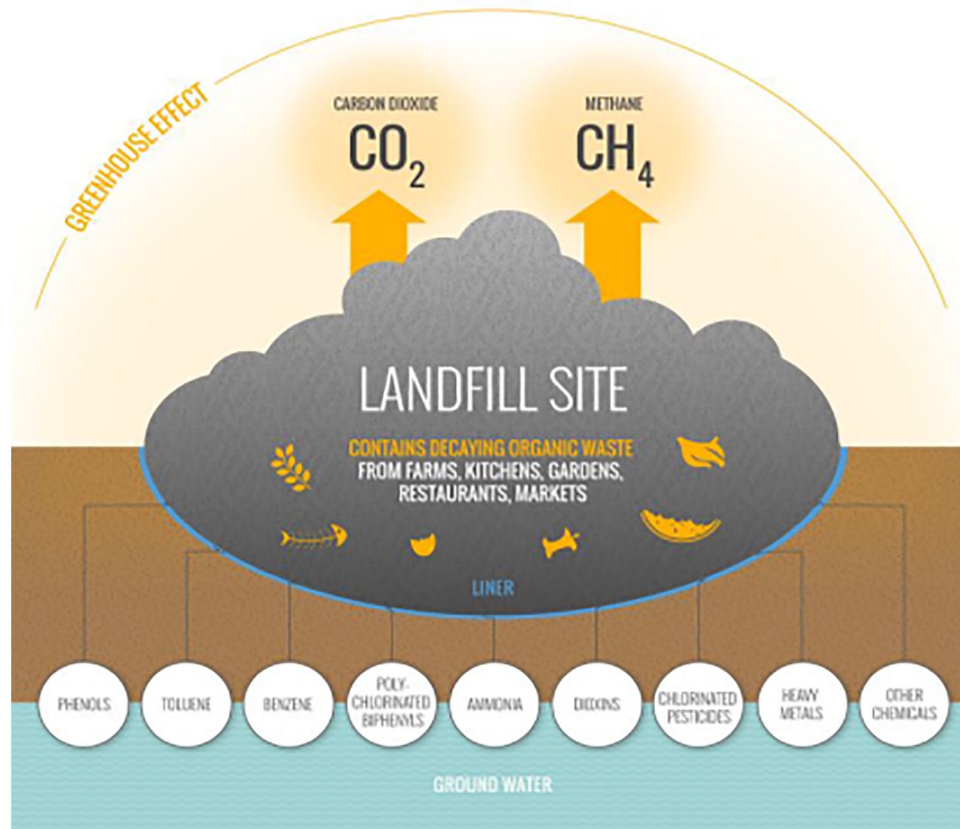 GREENHOUSE EFFECT
CARBON DIOXIDE
CO2
METHANE
CH4
LANDFILL SITE
CONTAINS DECAYING ORGANIC WASTE
FROM FARMS, KITCHENS, GARDENS,
RESTAURANTS, MARKETS
LINER
PHENOLS
TOLUENE
BENZENE
POLY-
CHLORINATED
BIPHENYLS
AMMONIA
DIOXINS
CHLORINATED
PESTICIDES
HEAVY
METALS
OTHER
CHEMICALS
GROUND WATER